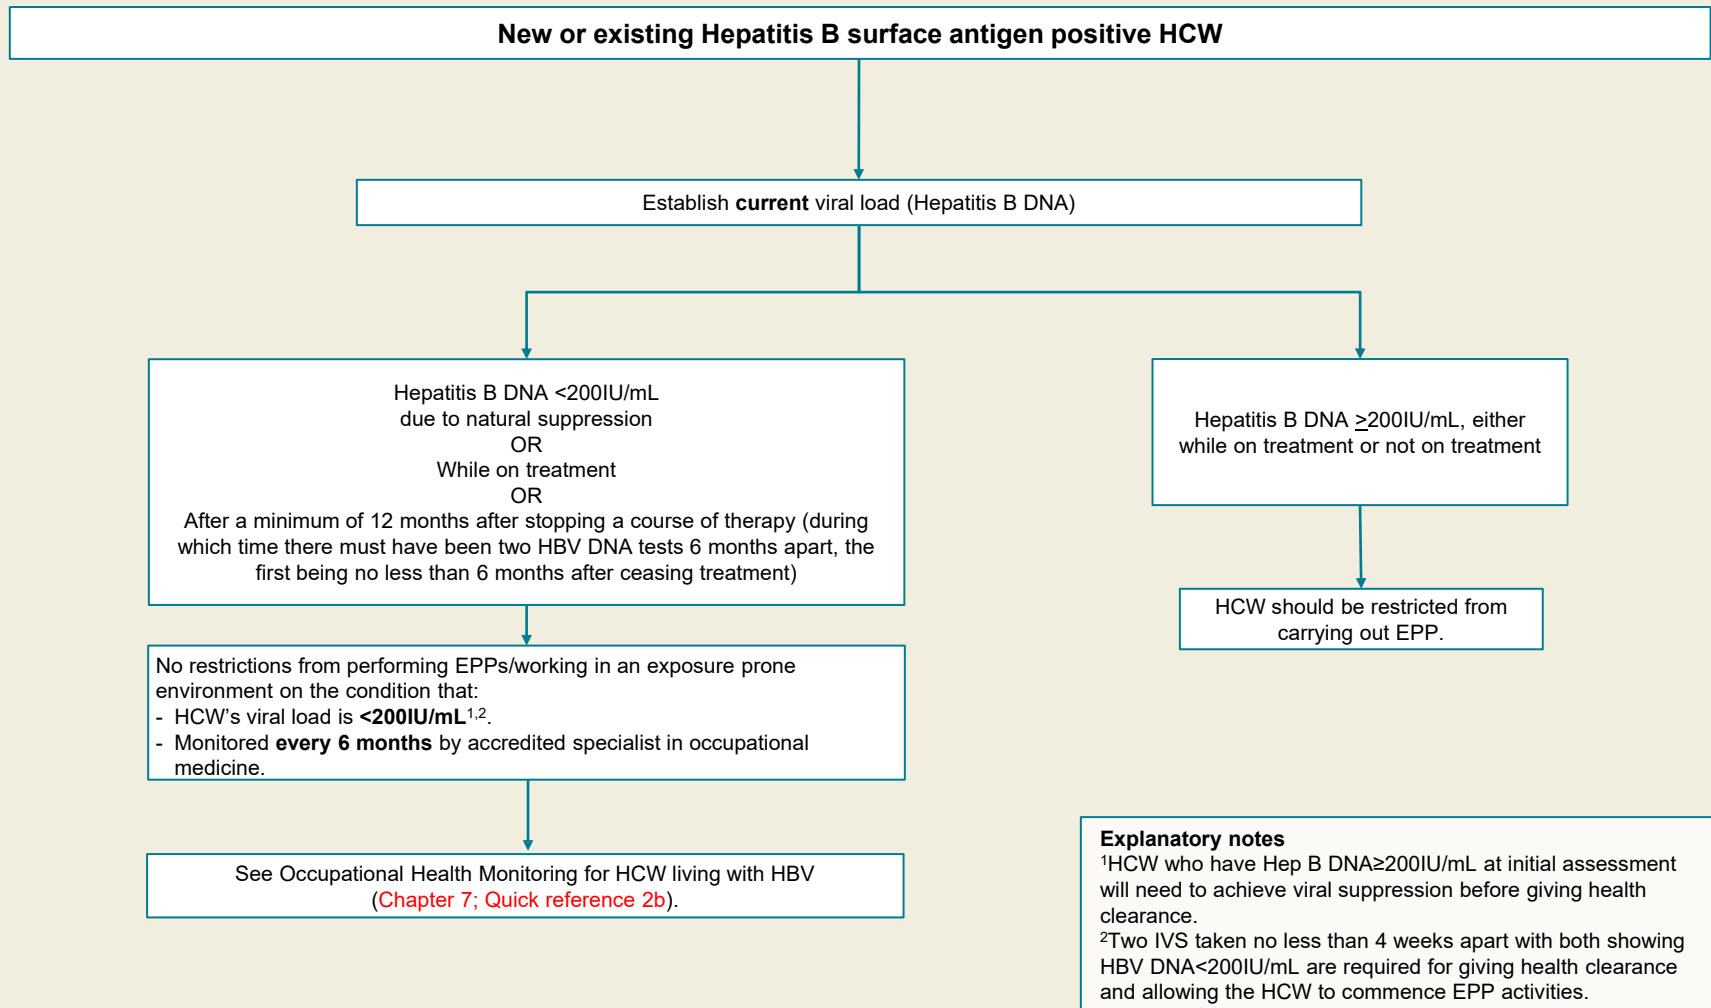 New or existing Hepatitis B surface antigen positive HCW
Establish current viral load (Hepatitis B DNA)
Hepatitis B DNA <200IU/mL
due to natural suppression
OR
While on treatment
OR
After a minimum of 12 months after stopping a course of therapy (during
which time there must have been two HBV DNA tests 6 months apart, the
first being no less than 6 months after ceasing treatment)
Hepatitis B DNA ≥200IU/mL, either
while on treatment or not on treatment
HCW should be restricted from
carrying out EPP.
No restrictions from performing EPPs/working in an exposure prone
environment on the condition that:
- HCW's viral load is <200IU/mL1,2.
- Monitored every 6 months by accredited specialist in occupational
medicine.
See Occupational Health Monitoring for HCW living with HBV
(Chapter 7; Quick reference 2b).
Explanatory notes
1HCW who have Hep B DNA≥200IU/mL at initial assessment
will need to achieve viral suppression before giving health
clearance.
2Two IVS taken no less than 4 weeks apart with both showing
HBV DNA<200IU/mL are required for giving health clearance
and allowing the HCW to commence EPP activities.